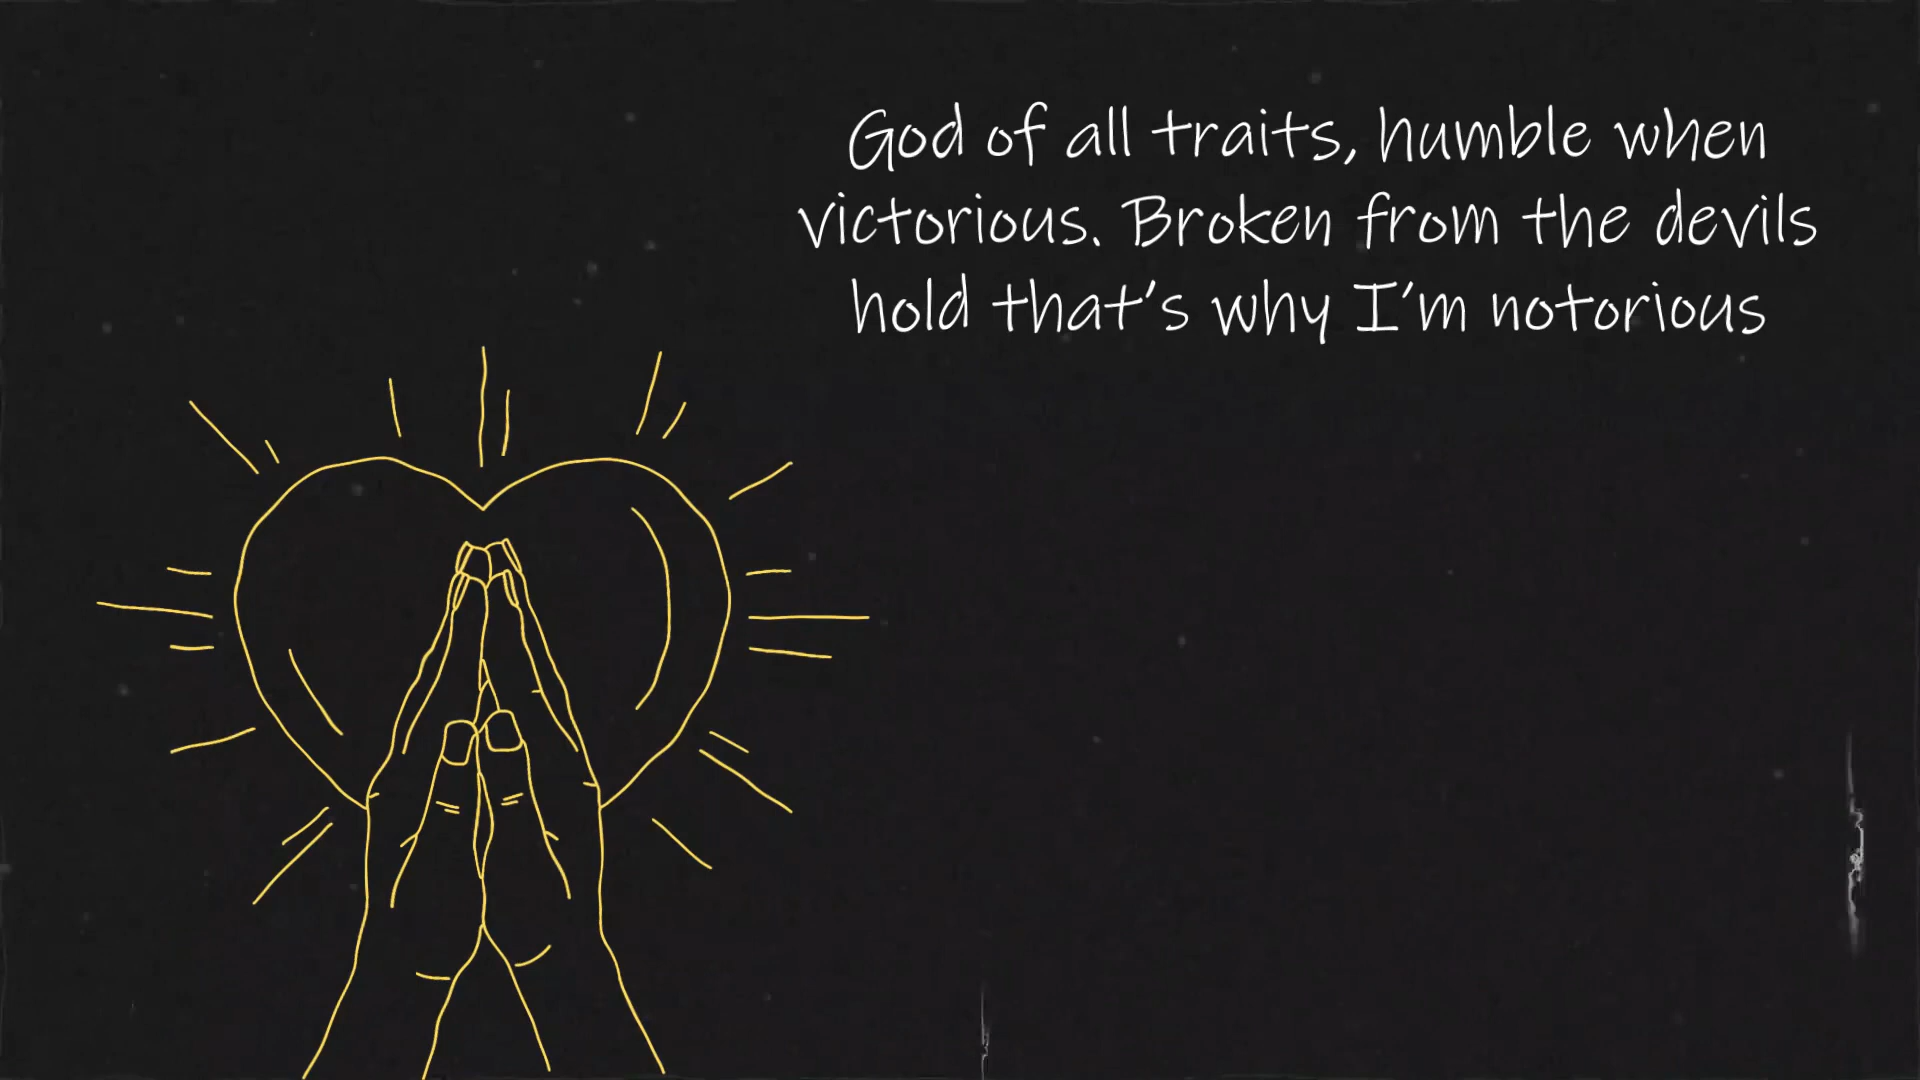 God of all traits, humble when
victorious. Broken from the devils
hold that's why I'm notorious